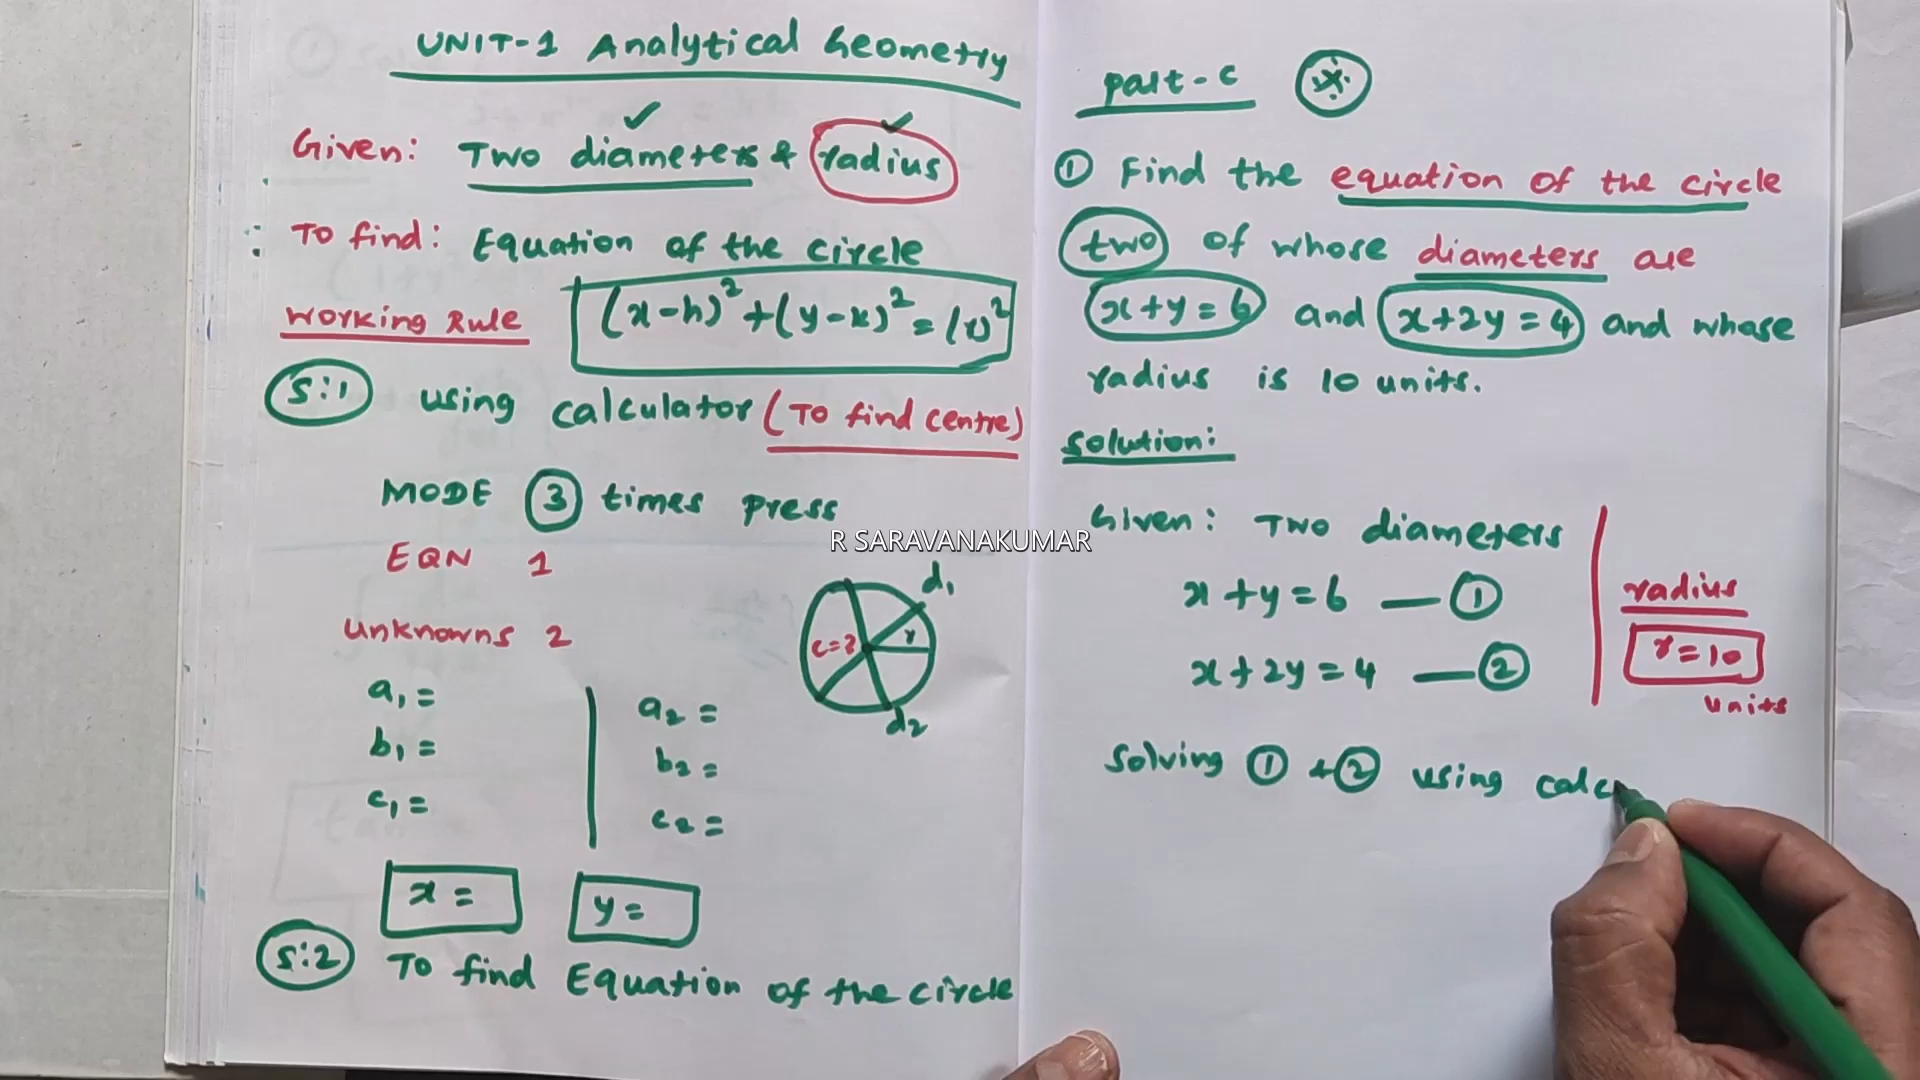 UNIT-1 Analytical Geometry
Given: Two diameters & radius
To find: Equation of the circle
Working Rule (x-h)² + (y-k)² = (r)²
S:1 using calculator (To find centre)
MODE 3 times press
EQN 1
Unknowns 2
a₁ = a₂ =
b₁ = b₂ =
c₁ = c₂ =
x = y =
S:2 To find Equation of the circle
d₁
c=? r
d₂
R SARAVANAKUMAR
part-c
① Find the equation of the circle
two of whose diameters are
x+y=6 and x+2y=4 and whose
radius is 10 units.
Solution:
Given: Two diameters
x+y=6 — ①
x+2y=4 — ②
radius
r=10
units
Solving ① & ② using calc